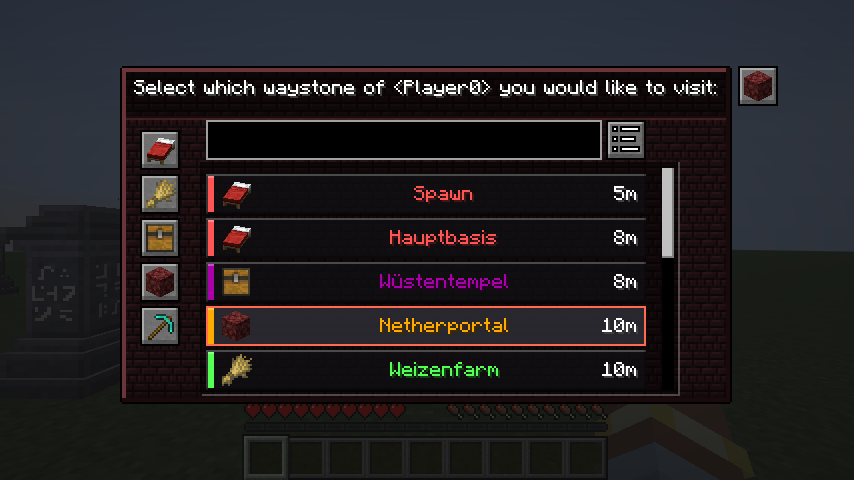 Select which waystone of <Player0> you would like to visit:
Spawn 5m
Hauptbasis 8m
Wüstentempel 8m
Netherportal 10m
Weizenfarm 10m